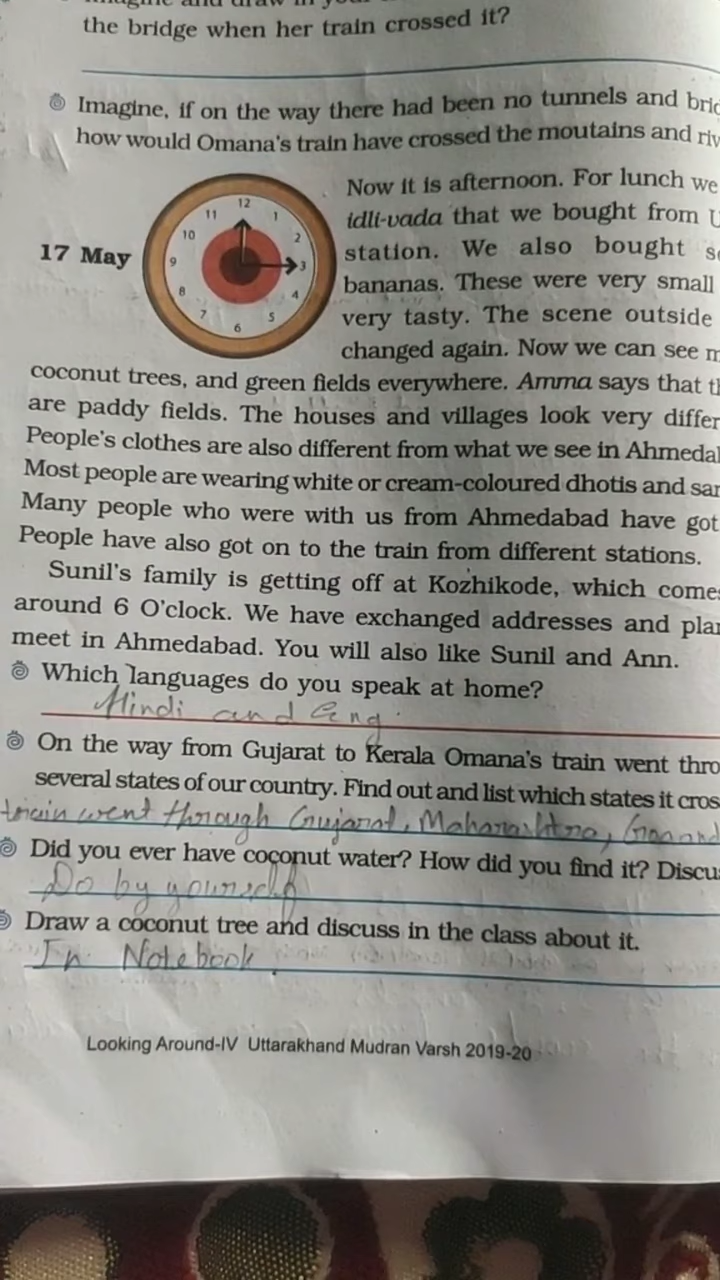 the bridge when her train crossed it?
Imagine, if on the way there had been no tunnels and
how would Omana's train have crossed the moutains and
Now it is afternoon. For lunch we
idli-vada that we bought from
17 May
12
1
2
3
4
5
6
7
8
9
10
11
station. We also bought
bananas. These were very small
very tasty. The scene outside
changed again. Now we can see
coconut trees, and green fields everywhere. Amma says that
are paddy fields. The houses and villages look very
People's clothes are also different from what we see in
Most people are wearing white or cream-coloured dhotis and
Many people who were with us from Ahmedabad have got
People have also got on to the train from different stations.
Sunil's family is getting off at Kozhikode, which
around 6 O'clock. We have exchanged addresses and
meet in Ahmedabad. You will also like Sunil and Ann.
Which languages do you speak at home?
Hindi and Eng.
On the way from Gujarat to Kerala Omana's train went
several states of our country. Find out and list which states it
train went through Gujarat, Maharashtra, Goa and
Did you ever have coconut water? How did you find it?
Do by yourself
Draw a coconut tree and discuss in the class about it.
In Notebook.
Looking Around-IV Uttarakhand Mudran Varsh 2019-20